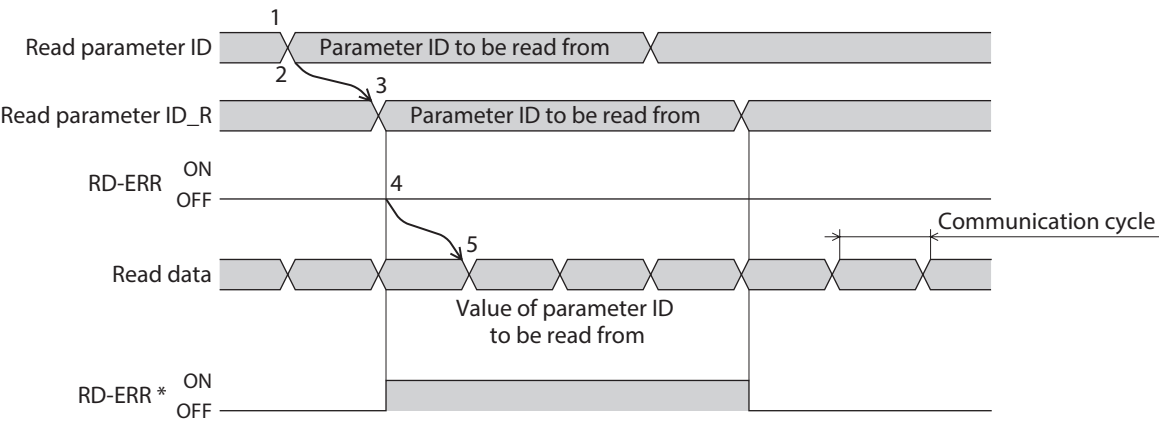 1
Read parameter ID
Parameter ID to be read from
2
3
Read parameter ID_R
Parameter ID to be read from
ON
RD-ERR
OFF
4
Communication cycle
5
Read data
Value of parameter ID
to be read from
ON
RD-ERR *
OFF